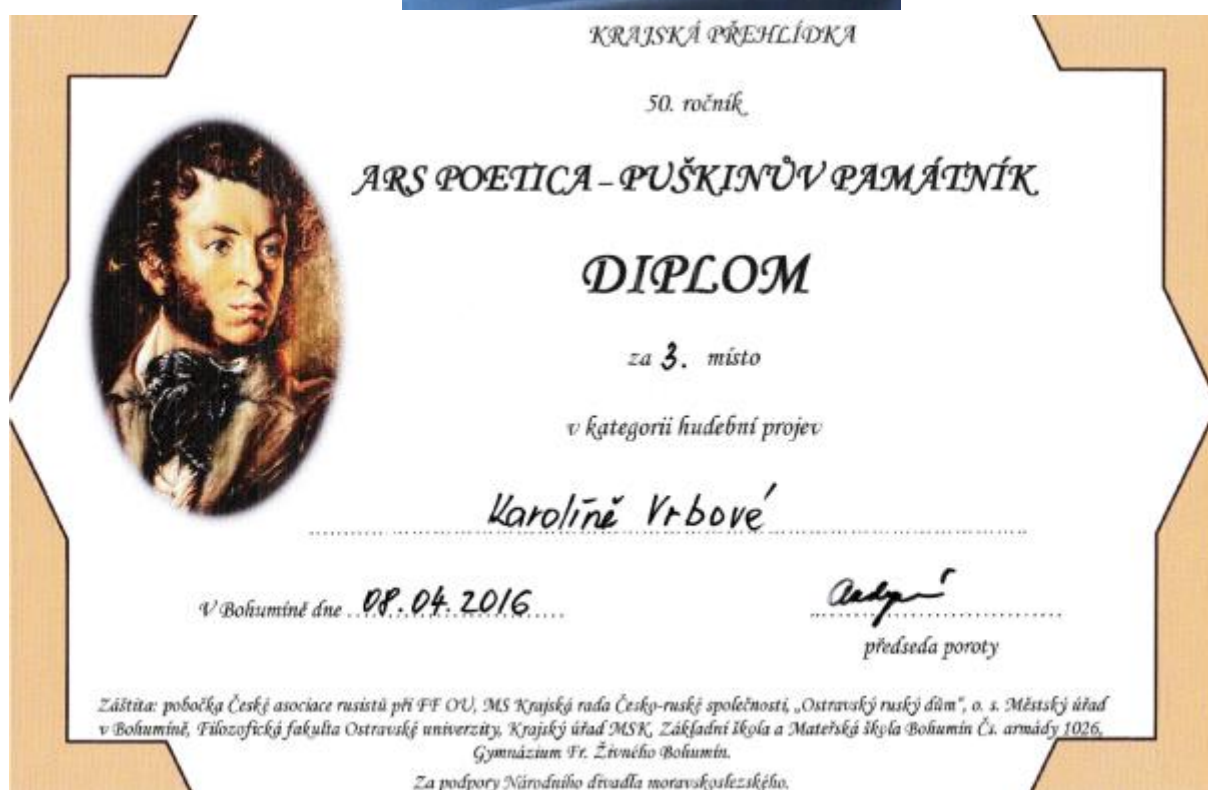 KRAJSKÁ PŘEHLÍDKA
50. ročník
ARS POETICA – PUŠKINŮV PAMÁTNÍK
DIPLOM
za 3. místo
v kategorii hudební projev
Karolíně Vrbové
V Bohumíně dne 08.04.2016
předseda poroty
Záštita: pobočka České asociace rusistů při FF OU, MS Krajská rada Česko-ruské společnosti, „Ostravský ruský dům“, o. s. Městský úřad
v Bohumíně, Filozofická fakulta Ostravské univerzity, Krajský úřad MSK, Základní škola a Mateřská škola Bohumín Čs. armády 1026,
Gymnázium Fr. Živného Bohumín.
Za podpory Národního divadla moravskoslezského.